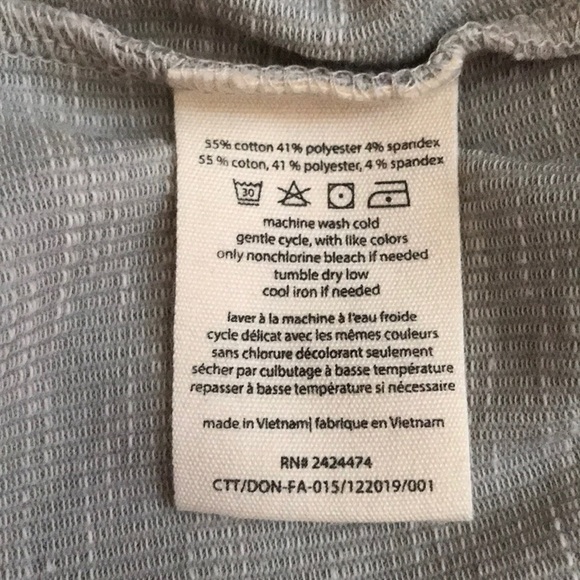 55% cotton 41% polyester 4% spandex
55 % coton, 41 % polyester, 4 % spandex
30
machine wash cold
gentle cycle, with like colors
only nonchlorine bleach if needed
tumble dry low
cool iron if needed
laver à la machine à l'eau froide
cycle délicat avec les mêmes couleurs
sans chlorure décolorant seulement
sécher par culbutage à basse température
repasser à basse température si nécessaire
made in Vietnam| fabrique en Vietnam
RN# 2424474
CTT/DON-FA-015/122019/001